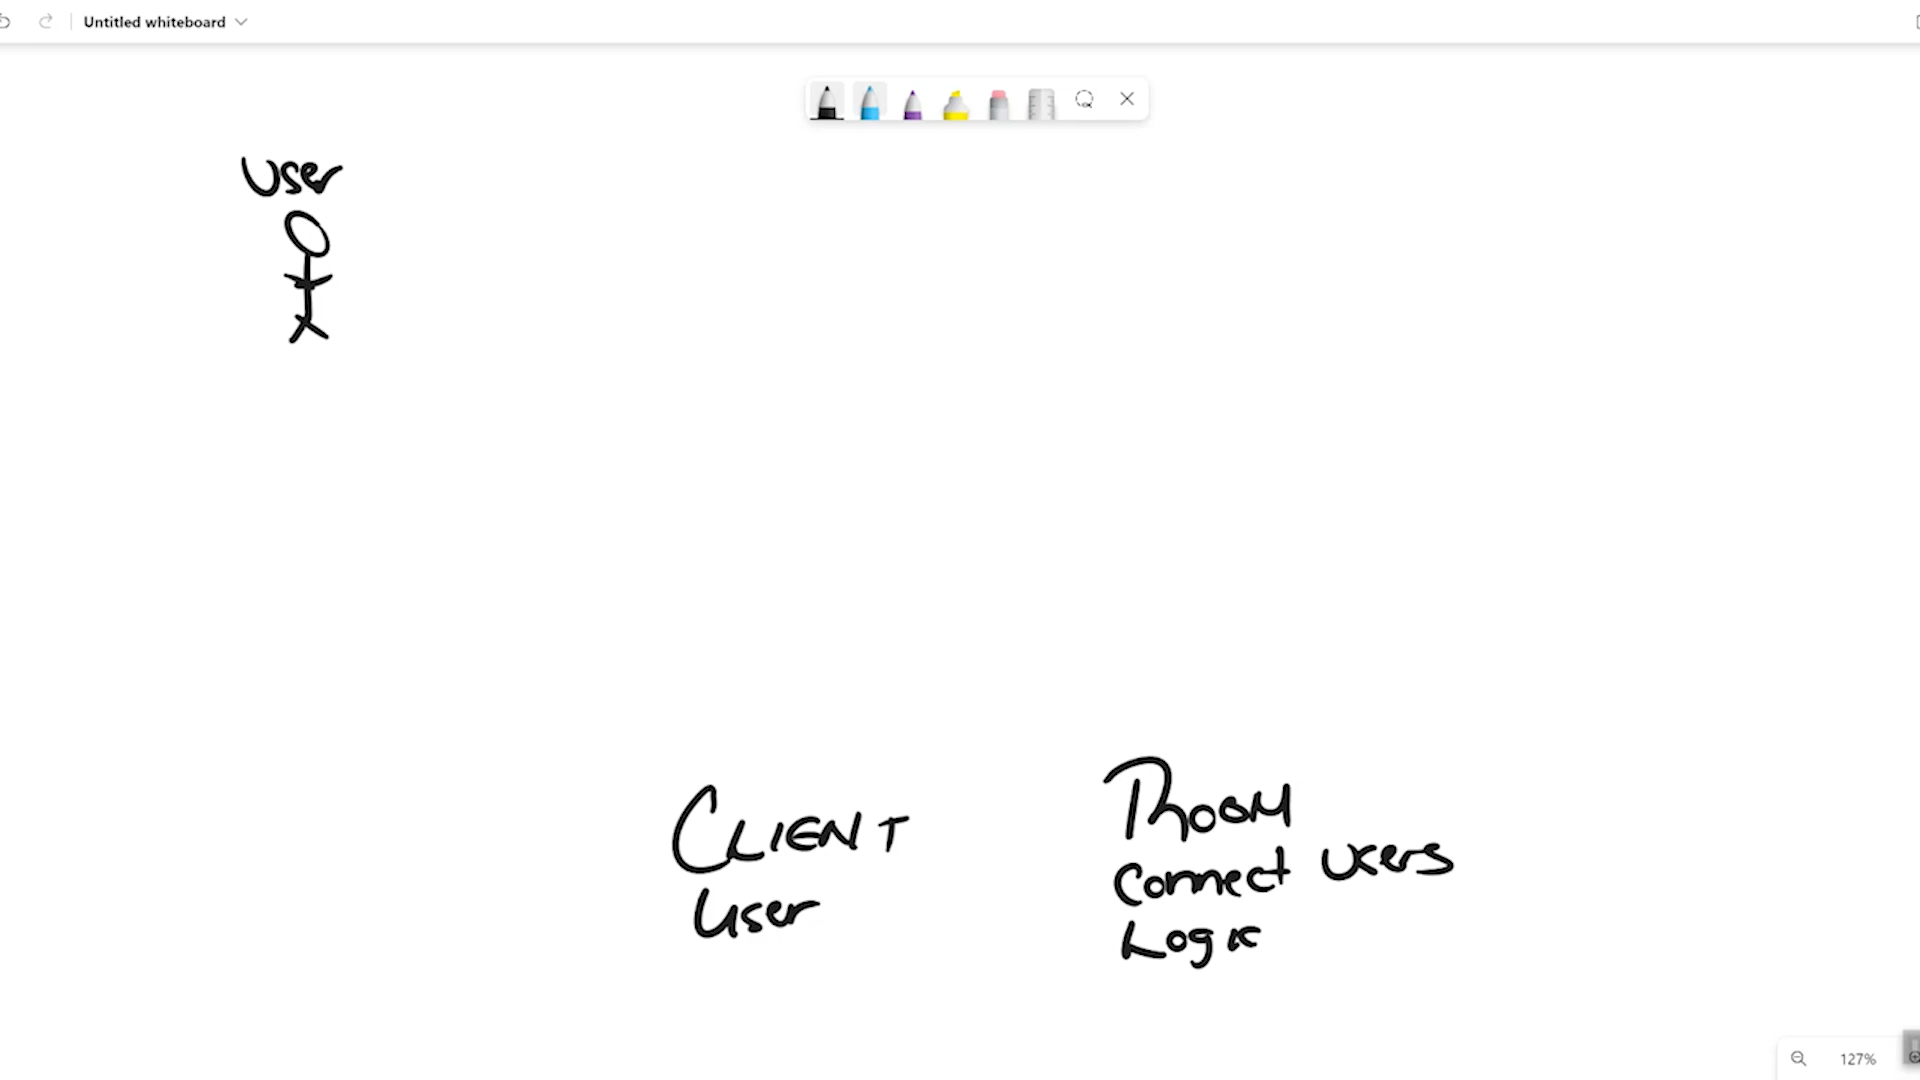 Untitled whiteboard
User
CLIENT
User
ROOM
Connect Users
Logic
127%